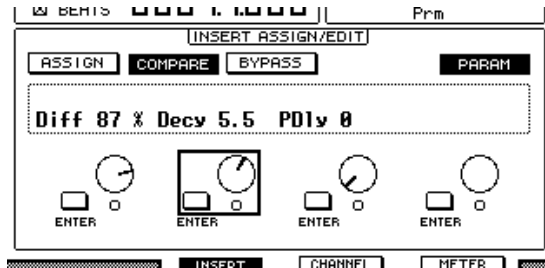 BEATS
Prm
INSERT ASSIGN/EDIT
ASSIGN COMPARE BYPASS PARAM
Diff 87 % Decy 5.5 PDly 0
ENTER ENTER ENTER ENTER
INSERT CHANNEL METER